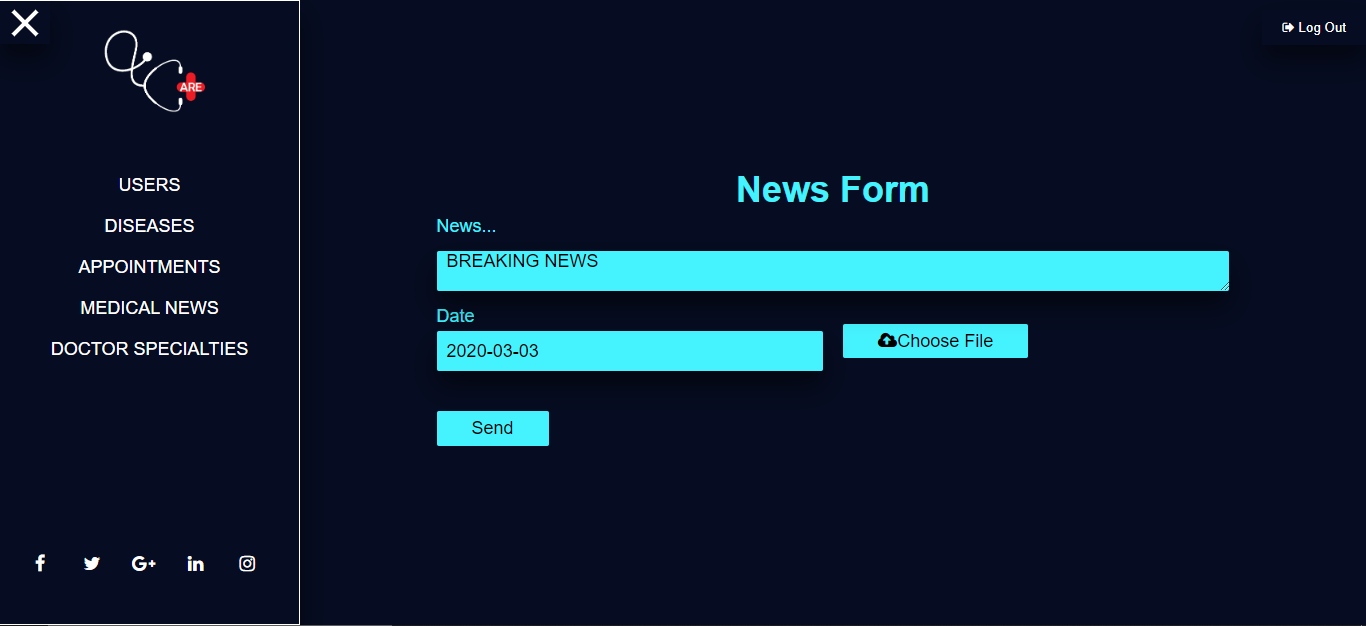 ARE
Log Out
USERS
DISEASES
APPOINTMENTS
MEDICAL NEWS
DOCTOR SPECIALTIES
News Form
News...
BREAKING NEWS
Date
2020-03-03
Choose File
Send
f
G+
in